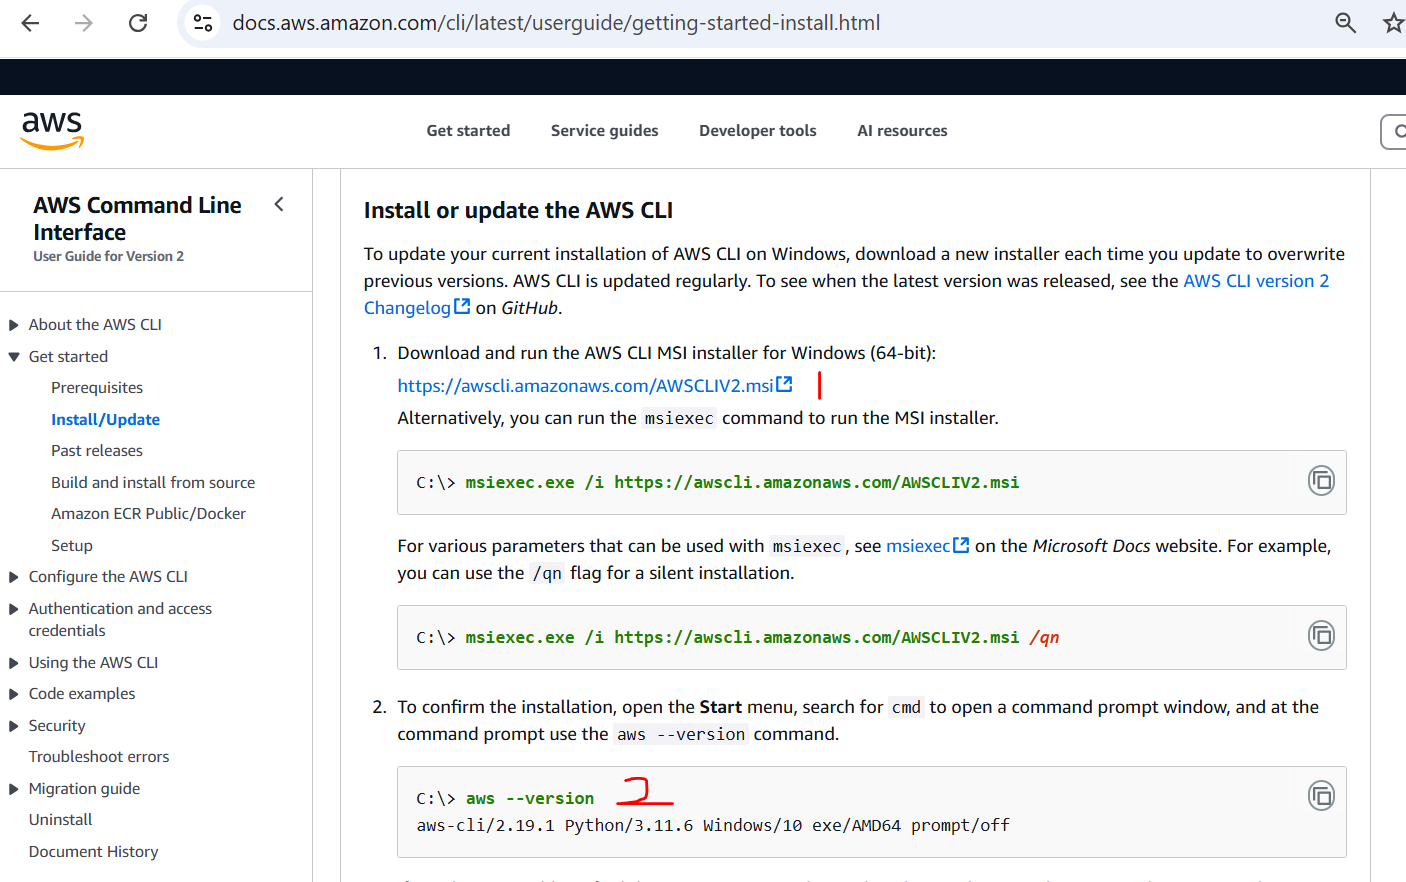 docs.aws.amazon.com/cli/latest/userguide/getting-started-install.html
aws
Get started
Service guides
Developer tools
AI resources
AWS Command Line
Interface
User Guide for Version 2
About the AWS CLI
Get started
Prerequisites
Install/Update
Past releases
Build and install from source
Amazon ECR Public/Docker
Setup
Configure the AWS CLI
Authentication and access
credentials
Using the AWS CLI
Code examples
Security
Troubleshoot errors
Migration guide
Uninstall
Document History
Install or update the AWS CLI
To update your current installation of AWS CLI on Windows, download a new installer each time you update to overwrite
previous versions. AWS CLI is updated regularly. To see when the latest version was released, see the AWS CLI version 2
Changelog on GitHub.
1. Download and run the AWS CLI MSI installer for Windows (64-bit):
https://awscli.amazonaws.com/AWSCLIV2.msi 1
Alternatively, you can run the msiexec command to run the MSI installer.
C:\> msiexec.exe /i https://awscli.amazonaws.com/AWSCLIV2.msi
For various parameters that can be used with msiexec, see msiexec on the Microsoft Docs website. For example,
you can use the /qn flag for a silent installation.
C:\> msiexec.exe /i https://awscli.amazonaws.com/AWSCLIV2.msi /qn
2. To confirm the installation, open the Start menu, search for cmd to open a command prompt window, and at the
command prompt use the aws --version command.
C:\> aws --version 2
aws-cli/2.19.1 Python/3.11.6 Windows/10 exe/AMD64 prompt/off